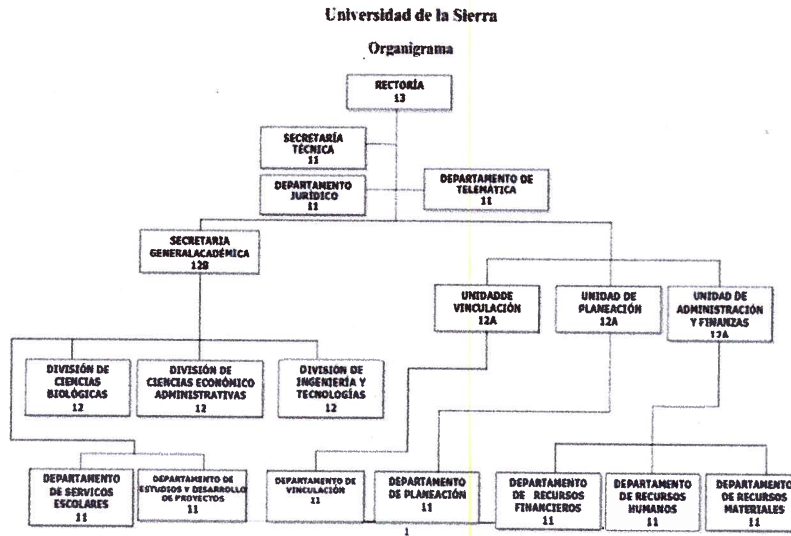 Universidad de la Sierra
Organigrama
RECTORÍA
13
SECRETARÍA
TÉCNICA
11
DEPARTAMENTO
JURÍDICO
11
DEPARTAMENTO DE
TELEMÁTICA
11
SECRETARIA
GENERALACADÉMICA
12B
UNIDADDE
VINCULACIÓN
12A
UNIDAD DE
PLANEACIÓN
12A
UNIDAD DE
ADMINISTRACIÓN
Y FINANZAS
12A
DIVISIÓN DE
CIENCIAS
BIOLÓGICAS
12
DIVISIÓN DE
CIENCIAS ECONÓMICO
ADMINISTRATIVAS
12
DIVISION DE
INGENIERÍA Y
TECNOLOGÍAS
12
DEPARTAMENTO
DE SERVICOS
ESCOLARES
11
DEPARTAMENTO DE
ESTUDIOS Y DESARROLLO
DE PROYECTOS
11
DEPARTAMENTO DE
VINCULACIÓN
11
DEPARTAMENTO
DE PLANEACIÓN
11
DEPARTAMENTO
DE RECURSOS
FINANCIEROS
11
DEPARTAMENTO
DE RECURSOS
HUMANOS
11
DEPARTAMENTO
DE RECURSOS
MATERIALES
11
1